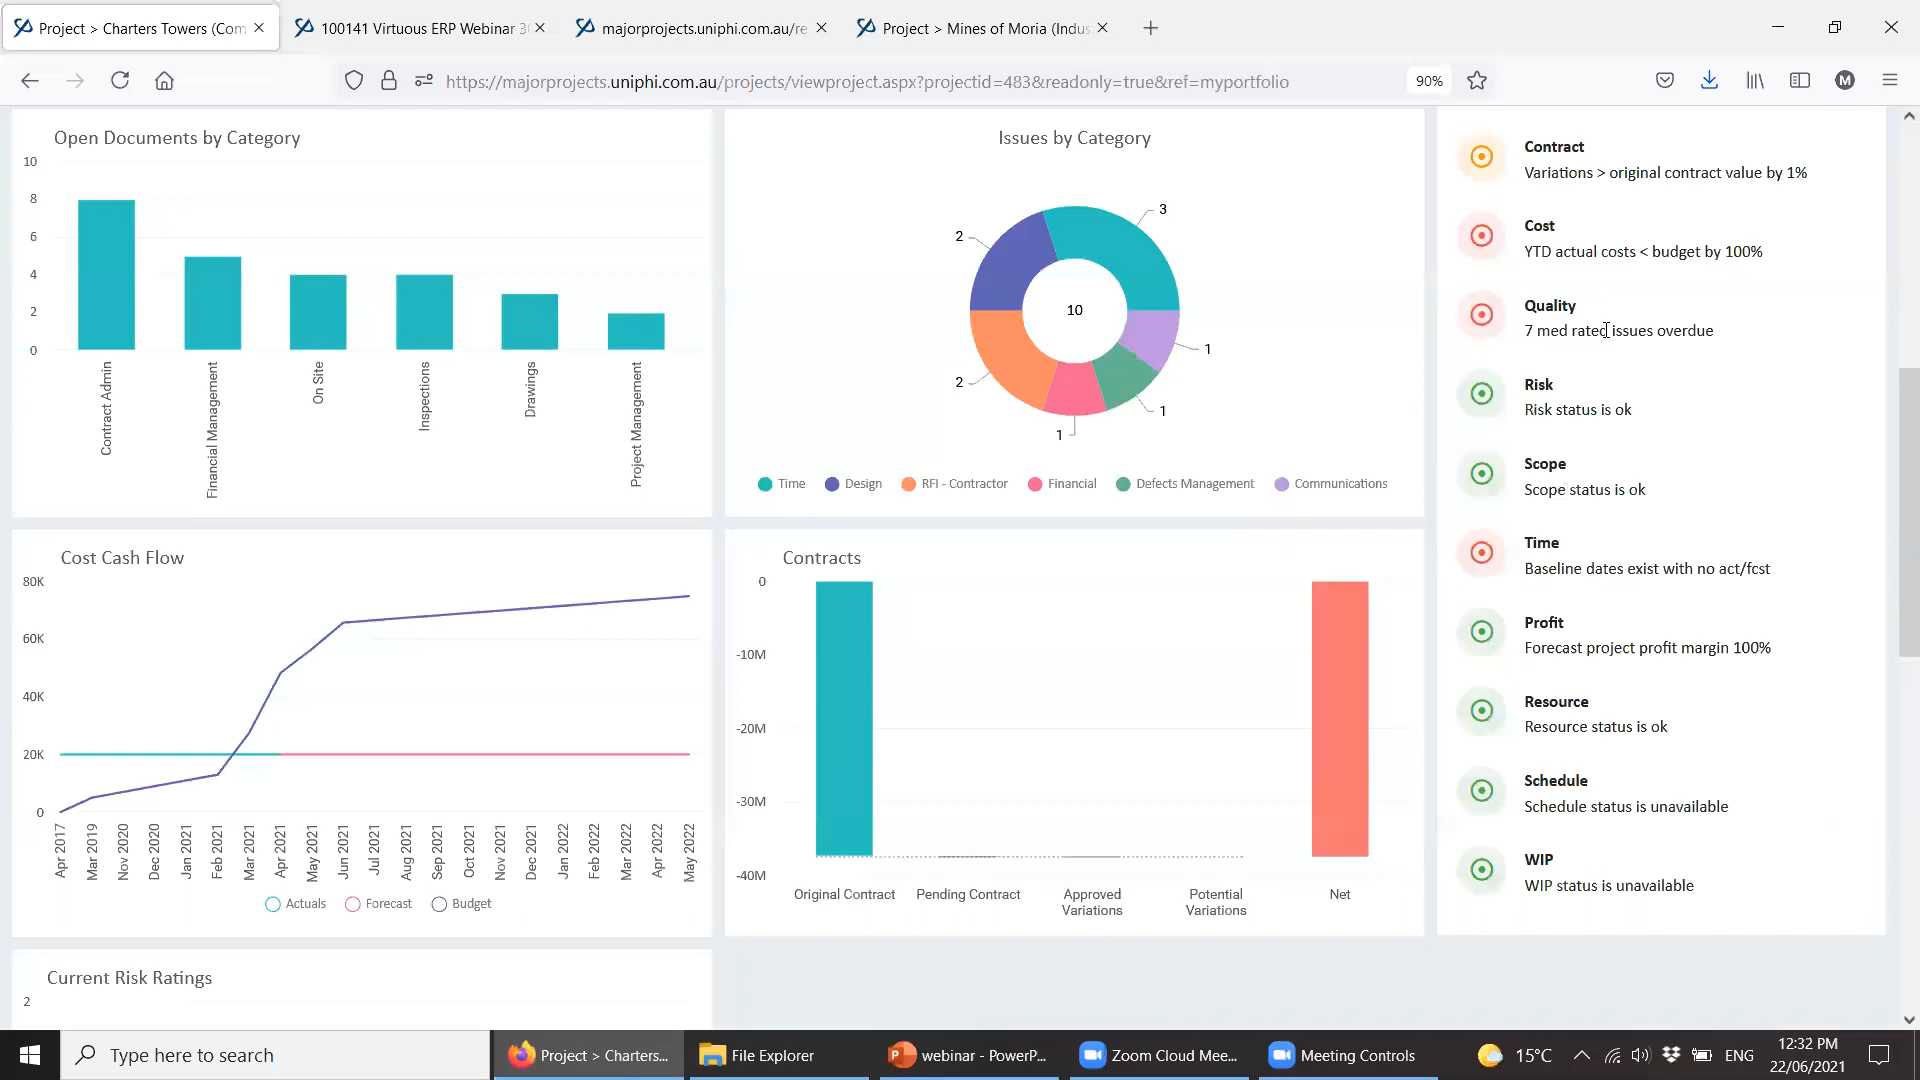 Project > Charters Towers (Com
100141 Virtuous ERP Webinar 30
majorprojects.uniphi.com.au/re
Project > Mines of Moria (Indus
https://majorprojects.uniphi.com.au/projects/viewproject.aspx?projectid=483&readonly=true&ref=myportfolio
90%
M
Open Documents by Category
10
8
6
4
2
0
Contract Admin
Financial Management
On Site
Inspections
Drawings
Project Management
Issues by Category
3
2
10
1
2
1
1
Time
Design
RFI - Contractor
Financial
Defects Management
Communications
Cost Cash Flow
80K
60K
40K
20K
0
Apr 2017
Mar 2019
Nov 2020
Dec 2020
Jan 2021
Feb 2021
Mar 2021
Apr 2021
May 2021
Jun 2021
Jul 2021
Aug 2021
Sep 2021
Oct 2021
Nov 2021
Dec 2021
Jan 2022
Feb 2022
Mar 2022
Apr 2022
May 2022
Actuals
Forecast
Budget
Contracts
0
-10M
-20M
-30M
-40M
Original Contract
Pending Contract
Approved
Variations
Potential
Variations
Net
Current Risk Ratings
2
Contract
Variations > original contract value by 1%
Cost
YTD actual costs < budget by 100%
Quality
7 med rated issues overdue
Risk
Risk status is ok
Scope
Scope status is ok
Time
Baseline dates exist with no act/fcst
Profit
Forecast project profit margin 100%
Resource
Resource status is ok
Schedule
Schedule status is unavailable
WIP
WIP status is unavailable
Type here to search
Project > Charters...
File Explorer
webinar - PowerP...
Zoom Cloud Mee...
Meeting Controls
15°C
ENG
12:32 PM
22/06/2021